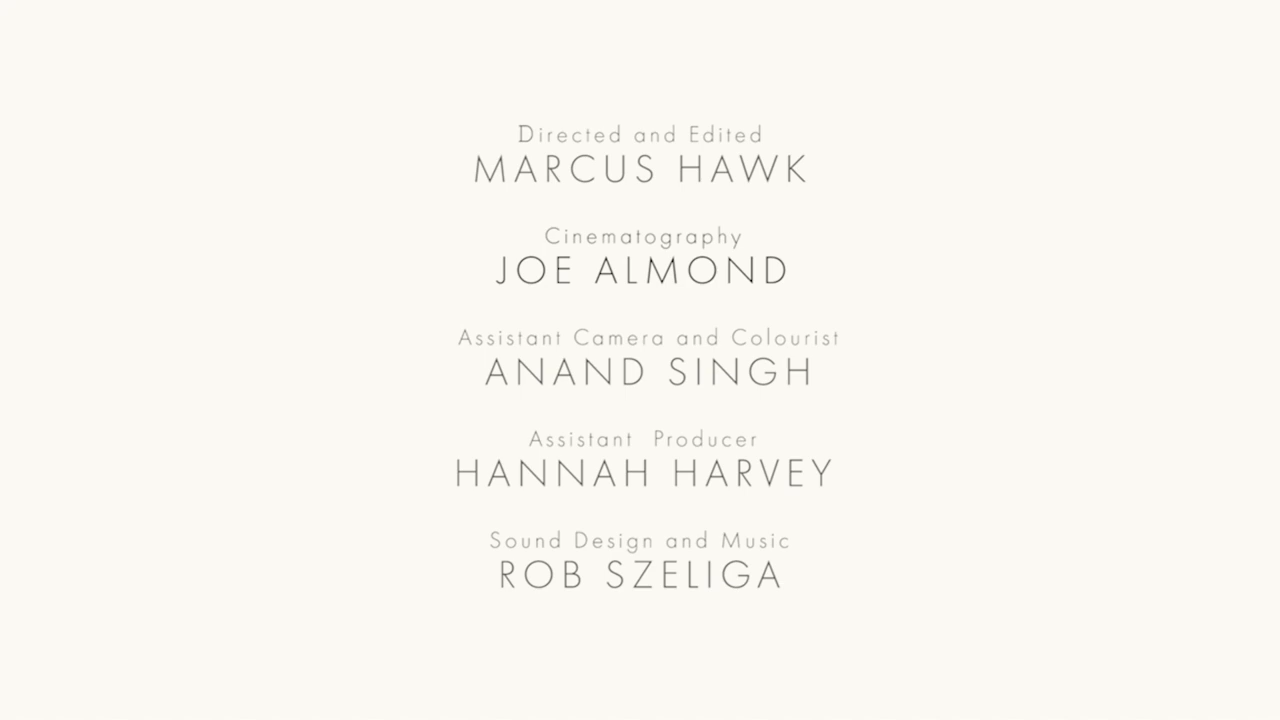 Directed and Edited
MARCUS HAWK
Cinematography
JOE ALMOND
Assistant Camera and Colourist
ANAND SINGH
Assistant Producer
HANNAH HARVEY
Sound Design and Music
ROB SZELIGA